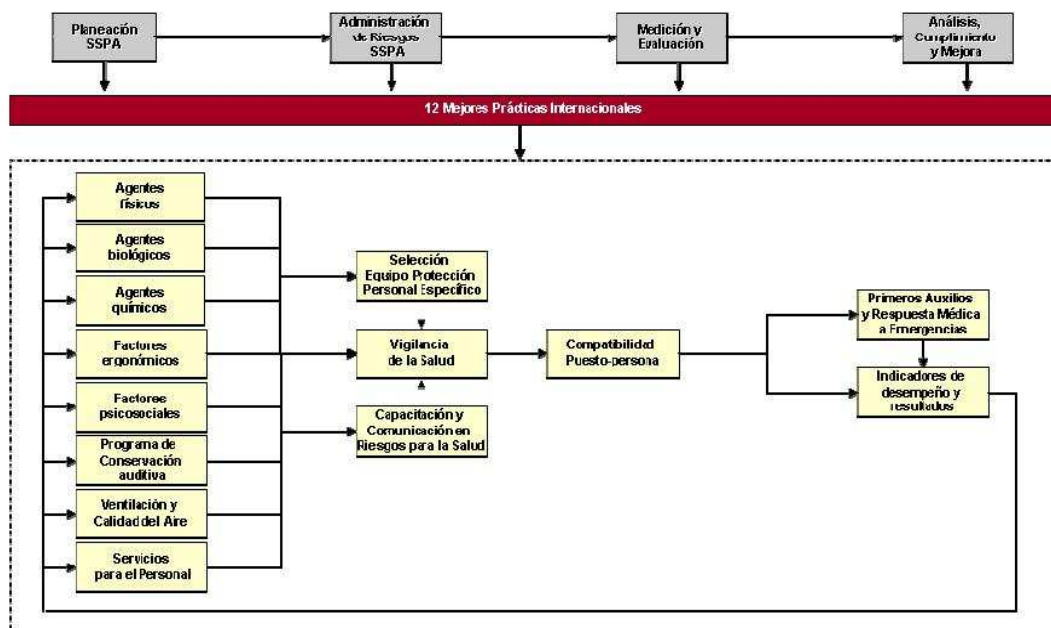 Planeación
SSPA
Administración
de Riesgos
SSPA
Medición y
Evaluación
Análisis,
Cumplimiento
y Mejora
12 Mejores Prácticas Internacionales
Agentes
físicos
Agentes
biológicos
Agentes
químicos
Factores
ergonómicos
Factores
psicosociales
Programa de
Conservación
auditiva
Ventilación y
Calidad del Aire
Servicios
para el Personal
Selección
Equipo Protección
Personal Específico
Vigilancia
de la Salud
Capacitación y
Comunicación en
Riesgos para la Salud
Compatibilidad
Puesto-persona
Primeros Auxilios
y Respuesta Médica
a Emergencias
Indicadores de
desempeño y
resultados